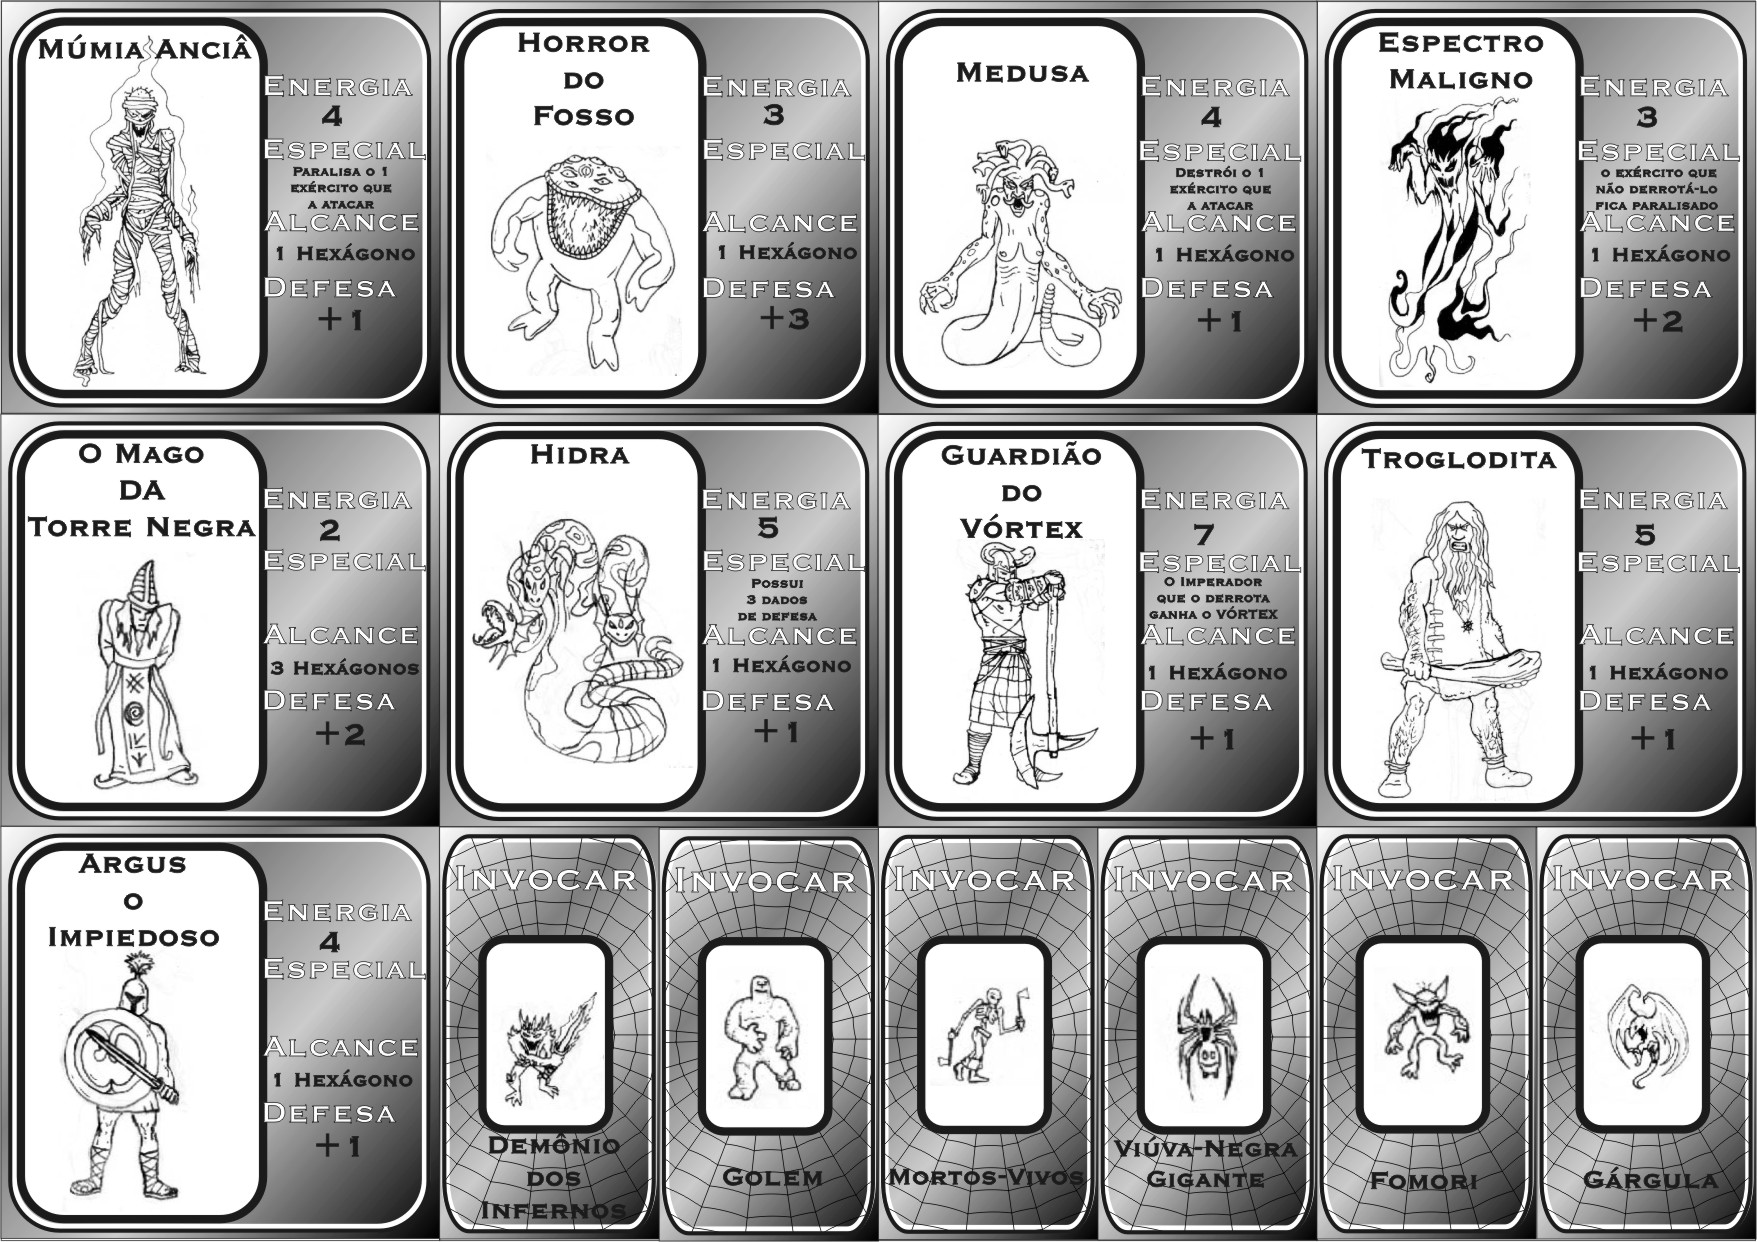 Múmia Anciã
Energia
4
Especial
Paralisa o 1
exército que
a atacar
Alcance
1 Hexágono
Defesa
+1
Horror
do
Fosso
Energia
3
Especial
Alcance
1 Hexágono
Defesa
+3
Medusa
Energia
4
Especial
Destrói o 1
exército que
a atacar
Alcance
1 Hexágono
Defesa
+1
Espectro
Maligno
Energia
3
Especial
o exército que
não derrotá-lo
fica paralisado
Alcance
1 Hexágono
Defesa
+2
O Mago
da
Torre Negra
Energia
2
Especial
Alcance
3 Hexágonos
Defesa
+2
Hidra
Energia
5
Especial
Possui
3 dados
de defesa
Alcance
1 Hexágono
Defesa
+1
Guardião
do
Vórtex
Energia
7
Especial
O Imperador
que o derrota
ganha o VÓRTEX
Alcance
1 Hexágono
Defesa
+1
Troglodita
Energia
5
Especial
Alcance
1 Hexágono
Defesa
+1
Argus
o
Impiedoso
Energia
4
Especial
Alcance
1 Hexágono
Defesa
+1
Invocar
Demônio
dos
Infernos
Invocar
Golem
Invocar
Mortos-Vivos
Invocar
Viúva-Negra
Gigante
Invocar
Fomori
Invocar
Gárgula